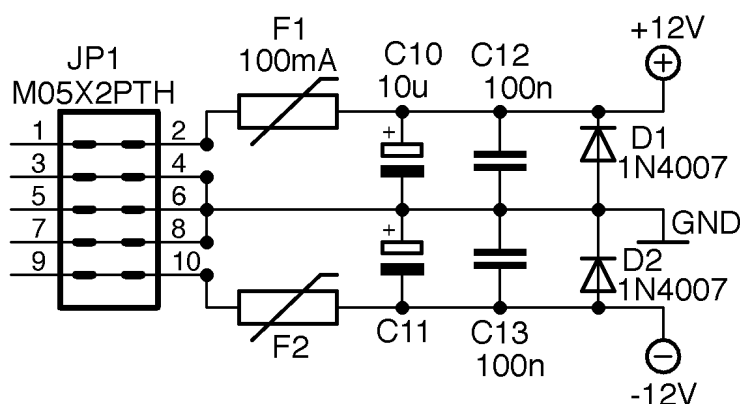 JP1
M05X2PTH
1
2
3
4
5
6
7
8
9
10
F1
100mA
C10
10u
+
C12
100n
+12V
+
D1
1N4007
GND
+
D2
1N4007
F2
C11
C13
100n
-
-12V